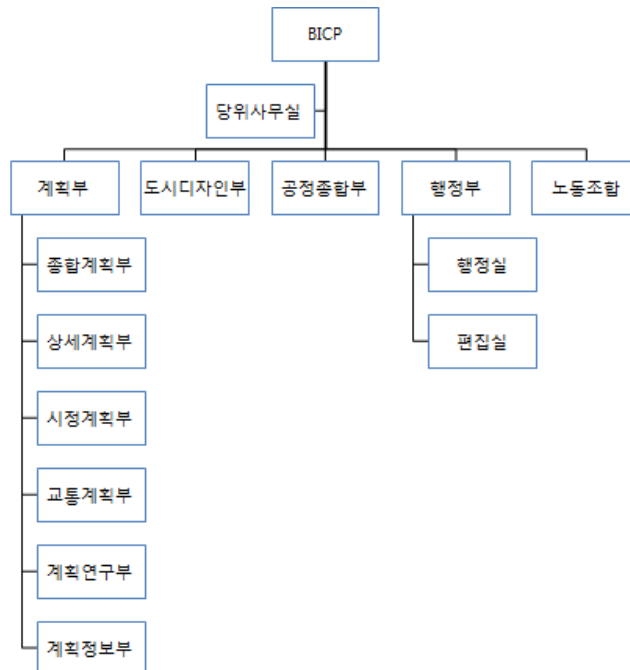 BICP
당위사무실
계획부
도시디자인부
공정종합부
행정부
노동조합
종합계획부
행정실
상세계획부
편집실
시정계획부
교통계획부
계획연구부
계획정보부